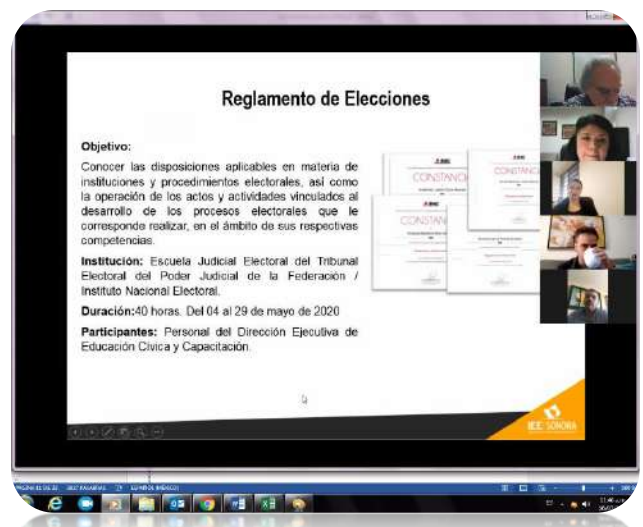 Reglamento de Elecciones
Objetivo:
Conocer las disposiciones aplicables en materia de
instituciones y procedimientos electorales, así como
la operación de los actos y actividades vinculados al
desarrollo de los procesos electorales que le
corresponde realizar, en el ámbito de sus respectivas
competencias.
Institución: Escuela Judicial Electoral del Tribunal
Electoral del Poder Judicial de la Federación /
Instituto Nacional Electoral.
Duración:40 horas. Del 04 al 29 de mayo de 2020
Participantes: Personal del Dirección Ejecutiva de
Educación Cívica y Capacitación.
CONSTANCI
CONSTANCI
CONSTAN
IEE SONORA